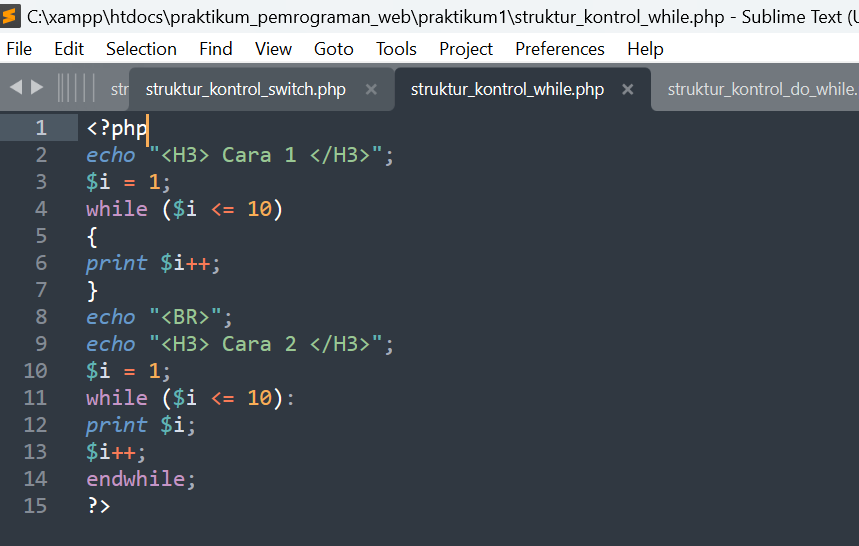 C:\xampp\htdocs\praktikum_pemrograman_web\praktikum1\struktur_kontrol_while.php - Sublime Text (U
File Edit Selection Find View Goto Tools Project Preferences Help
str struktur_kontrol_switch.php × struktur_kontrol_while.php × struktur_kontrol_do_while.
1 <?php
2 echo "<H3> Cara 1 </H3>";
3 $i = 1;
4 while ($i <= 10)
5 {
6 print $i++;
7 }
8 echo "<BR>";
9 echo "<H3> Cara 2 </H3>";
10 $i = 1;
11 while ($i <= 10):
12 print $i;
13 $i++;
14 endwhile;
15 ?>